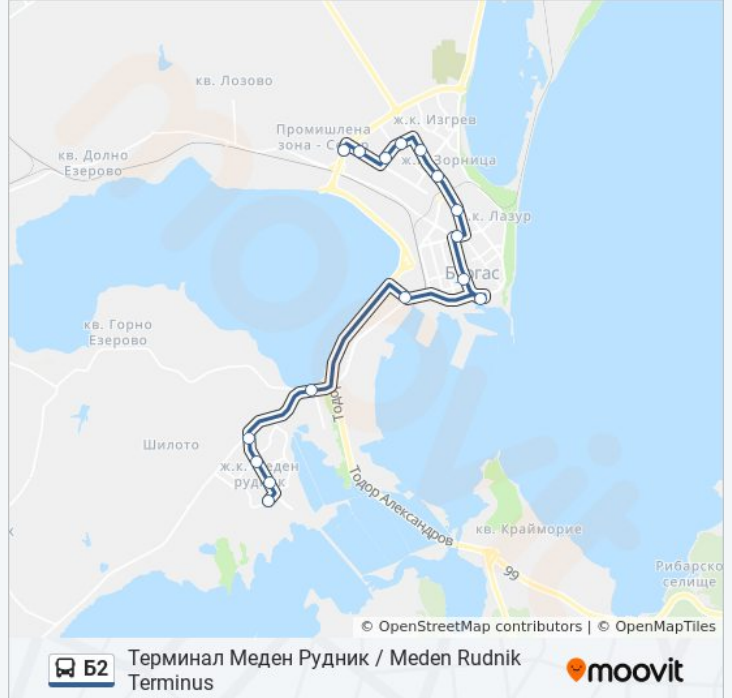 кв. Лозово
ж.к. Изгрев
Промишлена
зона - Север
кв. Долно
Езерово
ж.к. Зорница
ж.к. Лазур
Бургас
кв. Горно
Езерово
Тодо
Шилото
ж.к. Меден
рудник
Тодор Александров
кв. Крайморие
99
Рибарско
селище
© OpenStreetMap contributors | © OpenMapTiles
Б2
Терминал Меден Рудник / Meden Rudnik
Terminus
moovit